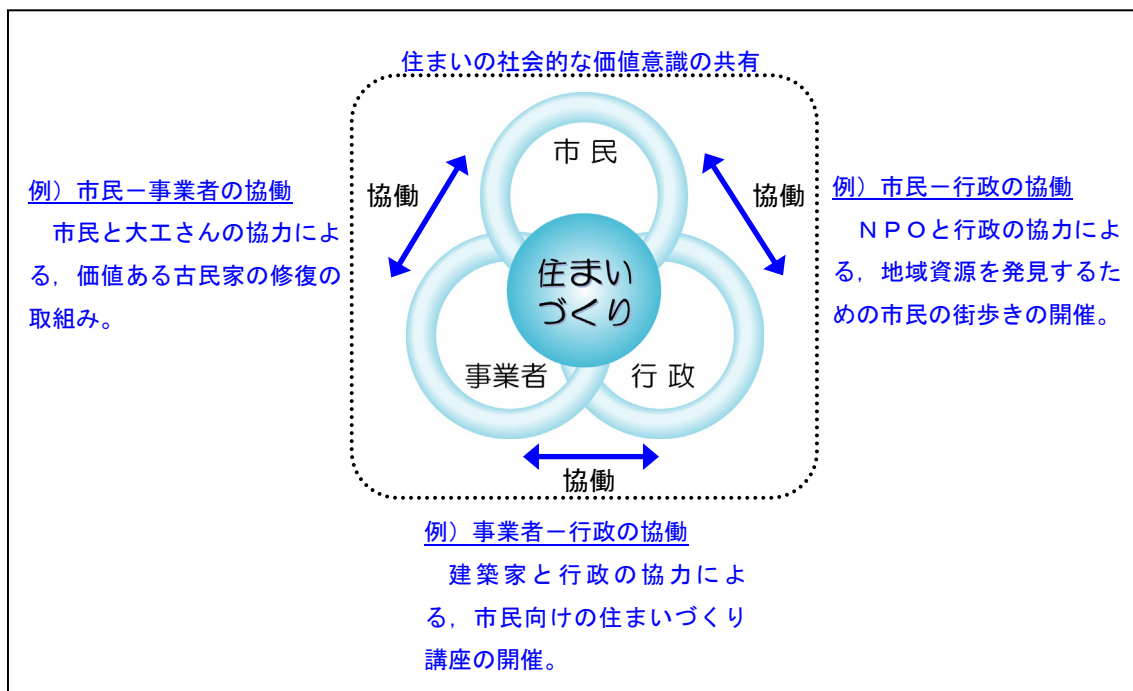 住まいの社会的な価値意識の共有
市民
協働
協働
例）市民－事業者の協働
市民と大工さんの協力によ
る，価値ある古民家の修復の
取組み。
例）市民－行政の協働
ＮＰＯと行政の協力によ
る，地域資源を発見するた
めの市民の街歩きの開催。
住まい
づくり
事業者
行政
協働
例）事業者－行政の協働
建築家と行政の協力によ
る，市民向けの住まいづくり
講座の開催。